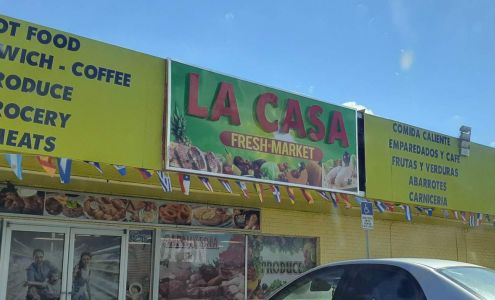 OT FOOD
WICH - COFFEE
RODUCE
ROCERY
MEATS
LA CASA
FRESH MARKET
COMIDA CALIENTE
EMPAREDADOS Y CAFE
FRUTAS Y VERDURAS
ABARROTES
CARNICERIA
PRODUCE